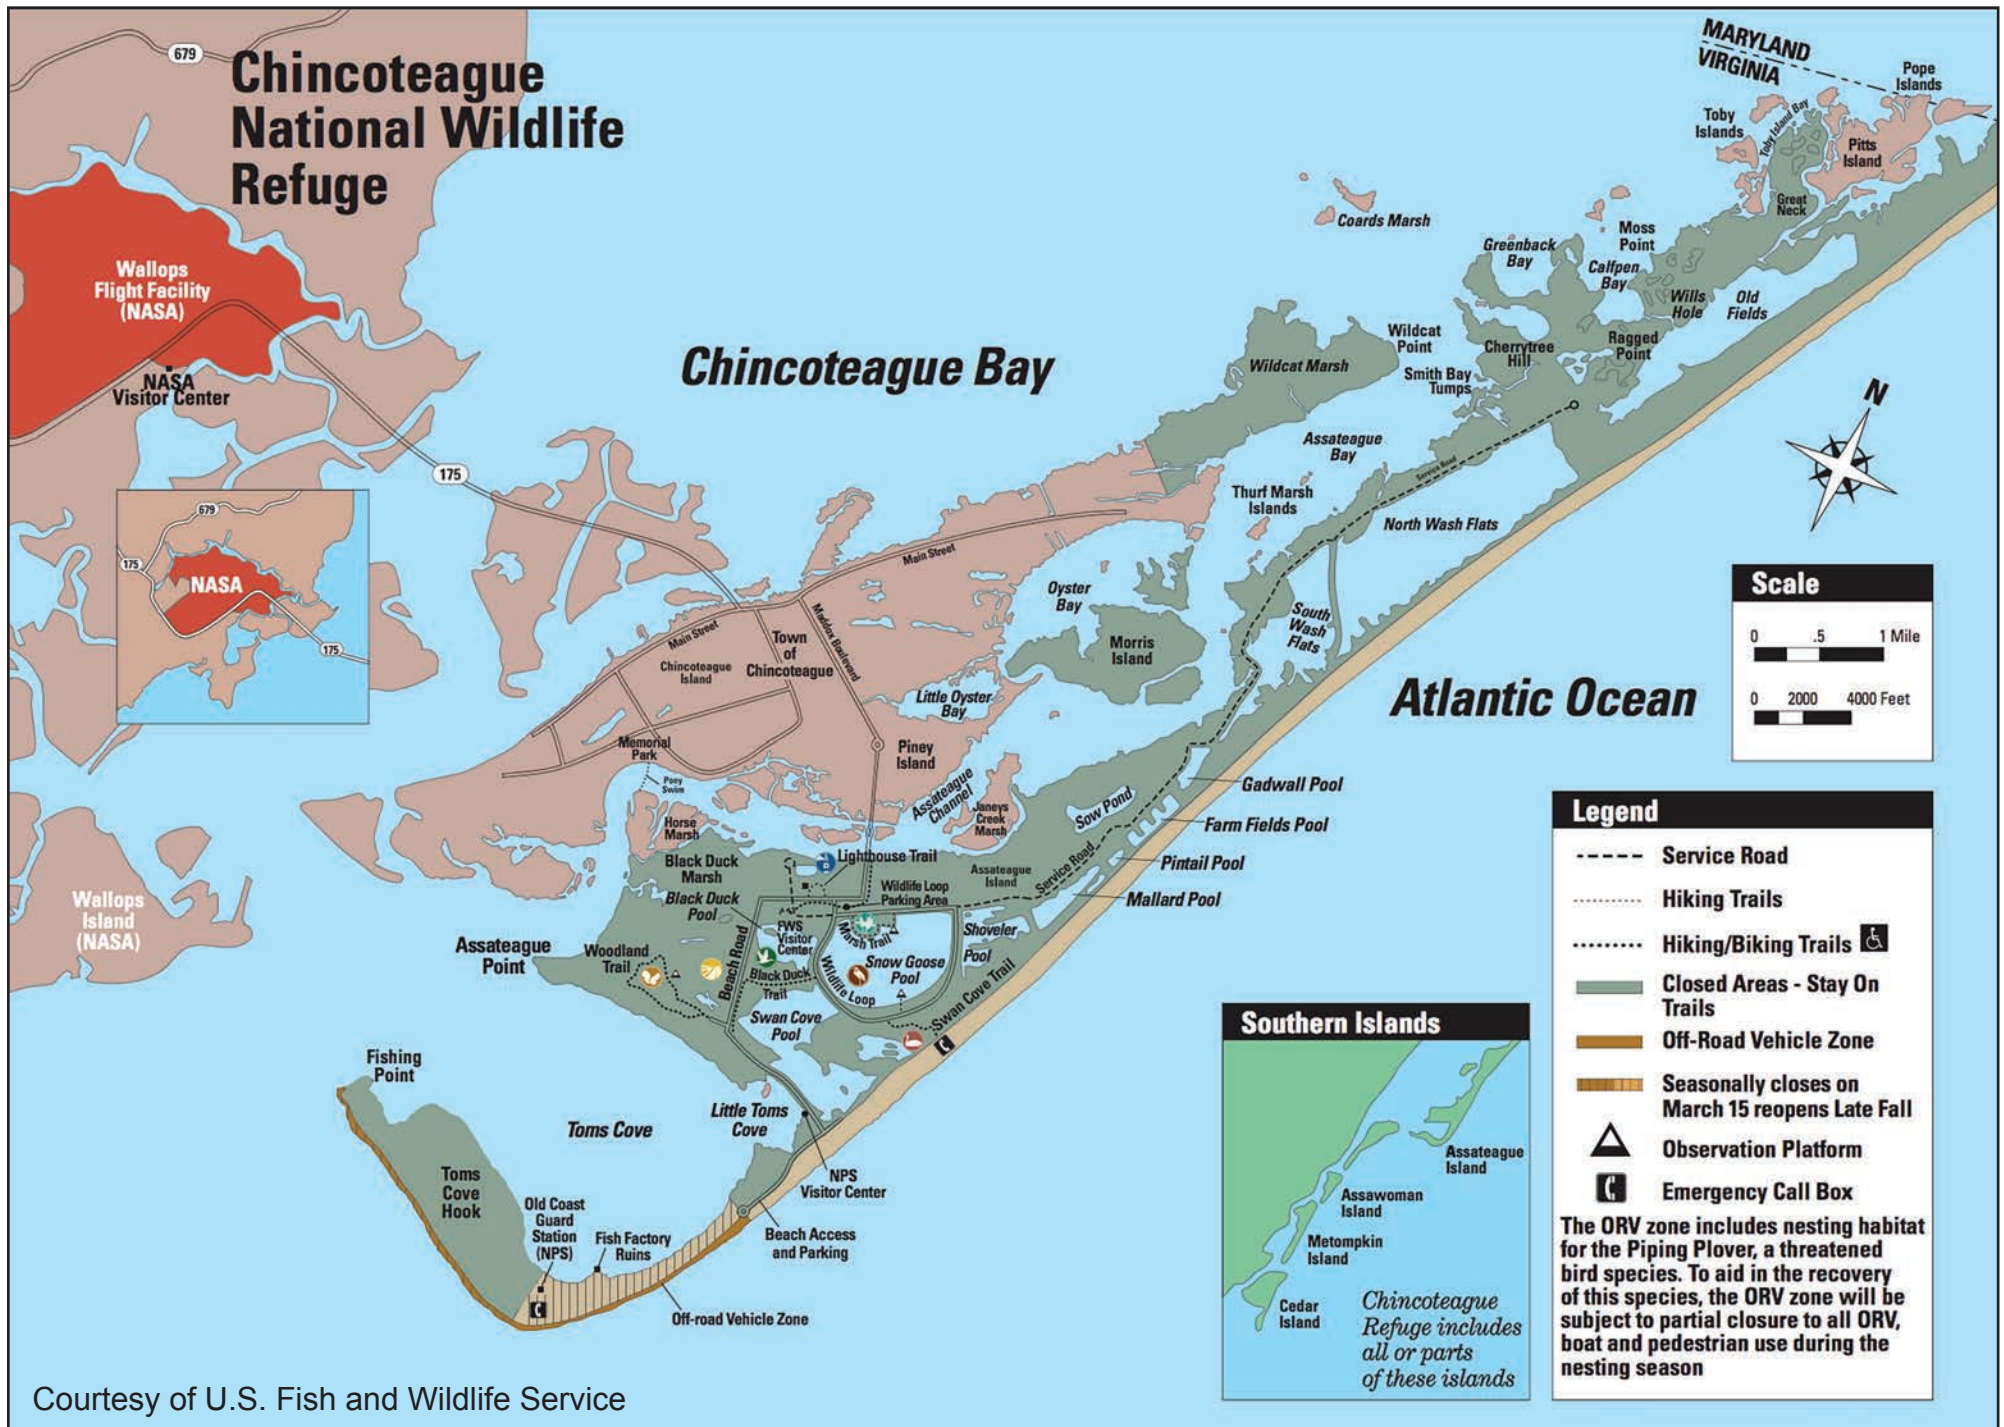 679
Chincoteague
National Wildlife
Refuge
MARYLAND
VIRGINIA
Pope
Islands
Toby
Islands
Toby Island Bay
Pitts
Island
Great
Neck
Coards Marsh
Moss
Point
Greenback
Bay
Calfpen
Bay
Wills
Hole
Old
Fields
Wallops
Flight Facility
(NASA)
NASA
Visitor Center
Chincoteague Bay
Wildcat Marsh
Wildcat
Point
Cherrytree
Hill
Ragged
Point
Smith Bay
Tumps
N
175
Assateague
Bay
Service Road
Thurf Marsh
Islands
North Wash Flats
679
175
NASA
175
Main Street
Oyster
Bay
South
Wash
Flats
Morris
Island
Main Street
Maddox Boulevard
Town
of
Chincoteague
Chincoteague
Island
Little Oyster
Bay
Atlantic Ocean
Scale
0 .5 1 Mile
0 2000 4000 Feet
Memorial
Park
Pony
Swim
Piney
Island
Assateague
Channel
Janeys
Creek
Marsh
Sow Pond
Gadwall Pool
Farm Fields Pool
Pintail Pool
Mallard Pool
Horse
Marsh
Black Duck
Marsh
Black Duck
Pool
Lighthouse Trail
Wildlife Loop
Parking Area
Assateague
Island
Service Road
Wallops
Island
(NASA)
Assateague
Point
Woodland
Trail
Beach Road
FWS
Visitor
Center
Marsh Trail
Shoveler
Pool
Snow Goose
Pool
Black Duck
Trail
Wildlife Loop
Swan Cove Trail
Swan Cove
Pool
Fishing
Point
Toms Cove
Little Toms
Cove
NPS
Visitor Center
Toms
Cove
Hook
Old Coast
Guard
Station
(NPS)
Fish Factory
Ruins
Beach Access
and Parking
Off-road Vehicle Zone
Southern Islands
Assateague
Island
Assawoman
Island
Metompkin
Island
Cedar
Island
Chincoteague
Refuge includes
all or parts
of these islands
Legend
Service Road
Hiking Trails
Hiking/Biking Trails
Closed Areas - Stay On
Trails
Off-Road Vehicle Zone
Seasonally closes on
March 15 reopens Late Fall
Observation Platform
Emergency Call Box
The ORV zone includes nesting habitat
for the Piping Plover, a threatened
bird species. To aid in the recovery
of this species, the ORV zone will be
subject to partial closure to all ORV,
boat and pedestrian use during the
nesting season
Courtesy of U.S. Fish and Wildlife Service